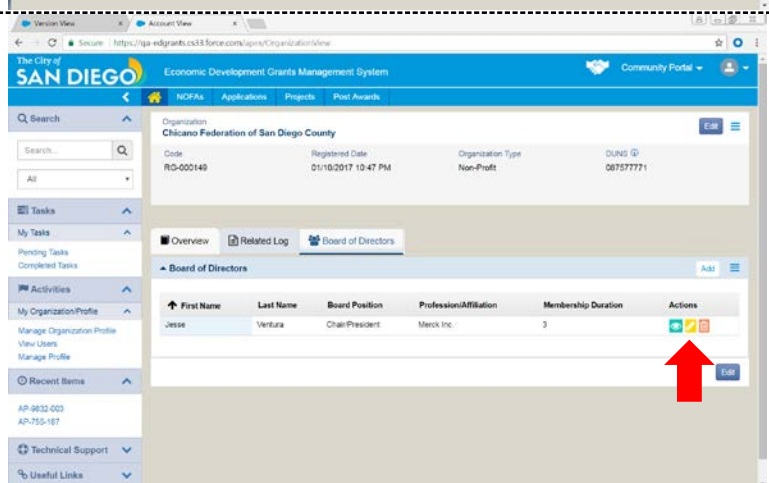 Version View × Account View ×
Secure https://qa-edgrants.cs33.force.com/apex/OrganizationView
The City of
SAN DIEGO
Economic Development Grants Management System
Community Portal
NOFAs Applications Projects Post Awards
Search
Search...
All
Tasks
My Tasks
Pending Tasks
Completed Tasks
Activities
My Organization/Profile
Manage Organization Profile
View Users
Manage Profile
Recent Items
AP-9832-003
AP-755-187
Technical Support
Useful Links
Organization
Chicano Federation of San Diego County
Edit
Code Registered Date Organization Type DUNS
RG-000149 01/10/2017 10:47 PM Non-Profit 087577771
Overview Related Log Board of Directors
Board of Directors Add
First Name Last Name Board Position Profession/Affiliation Membership Duration Actions
Jesse Ventura Chair/President Merck Inc. 3
Edit